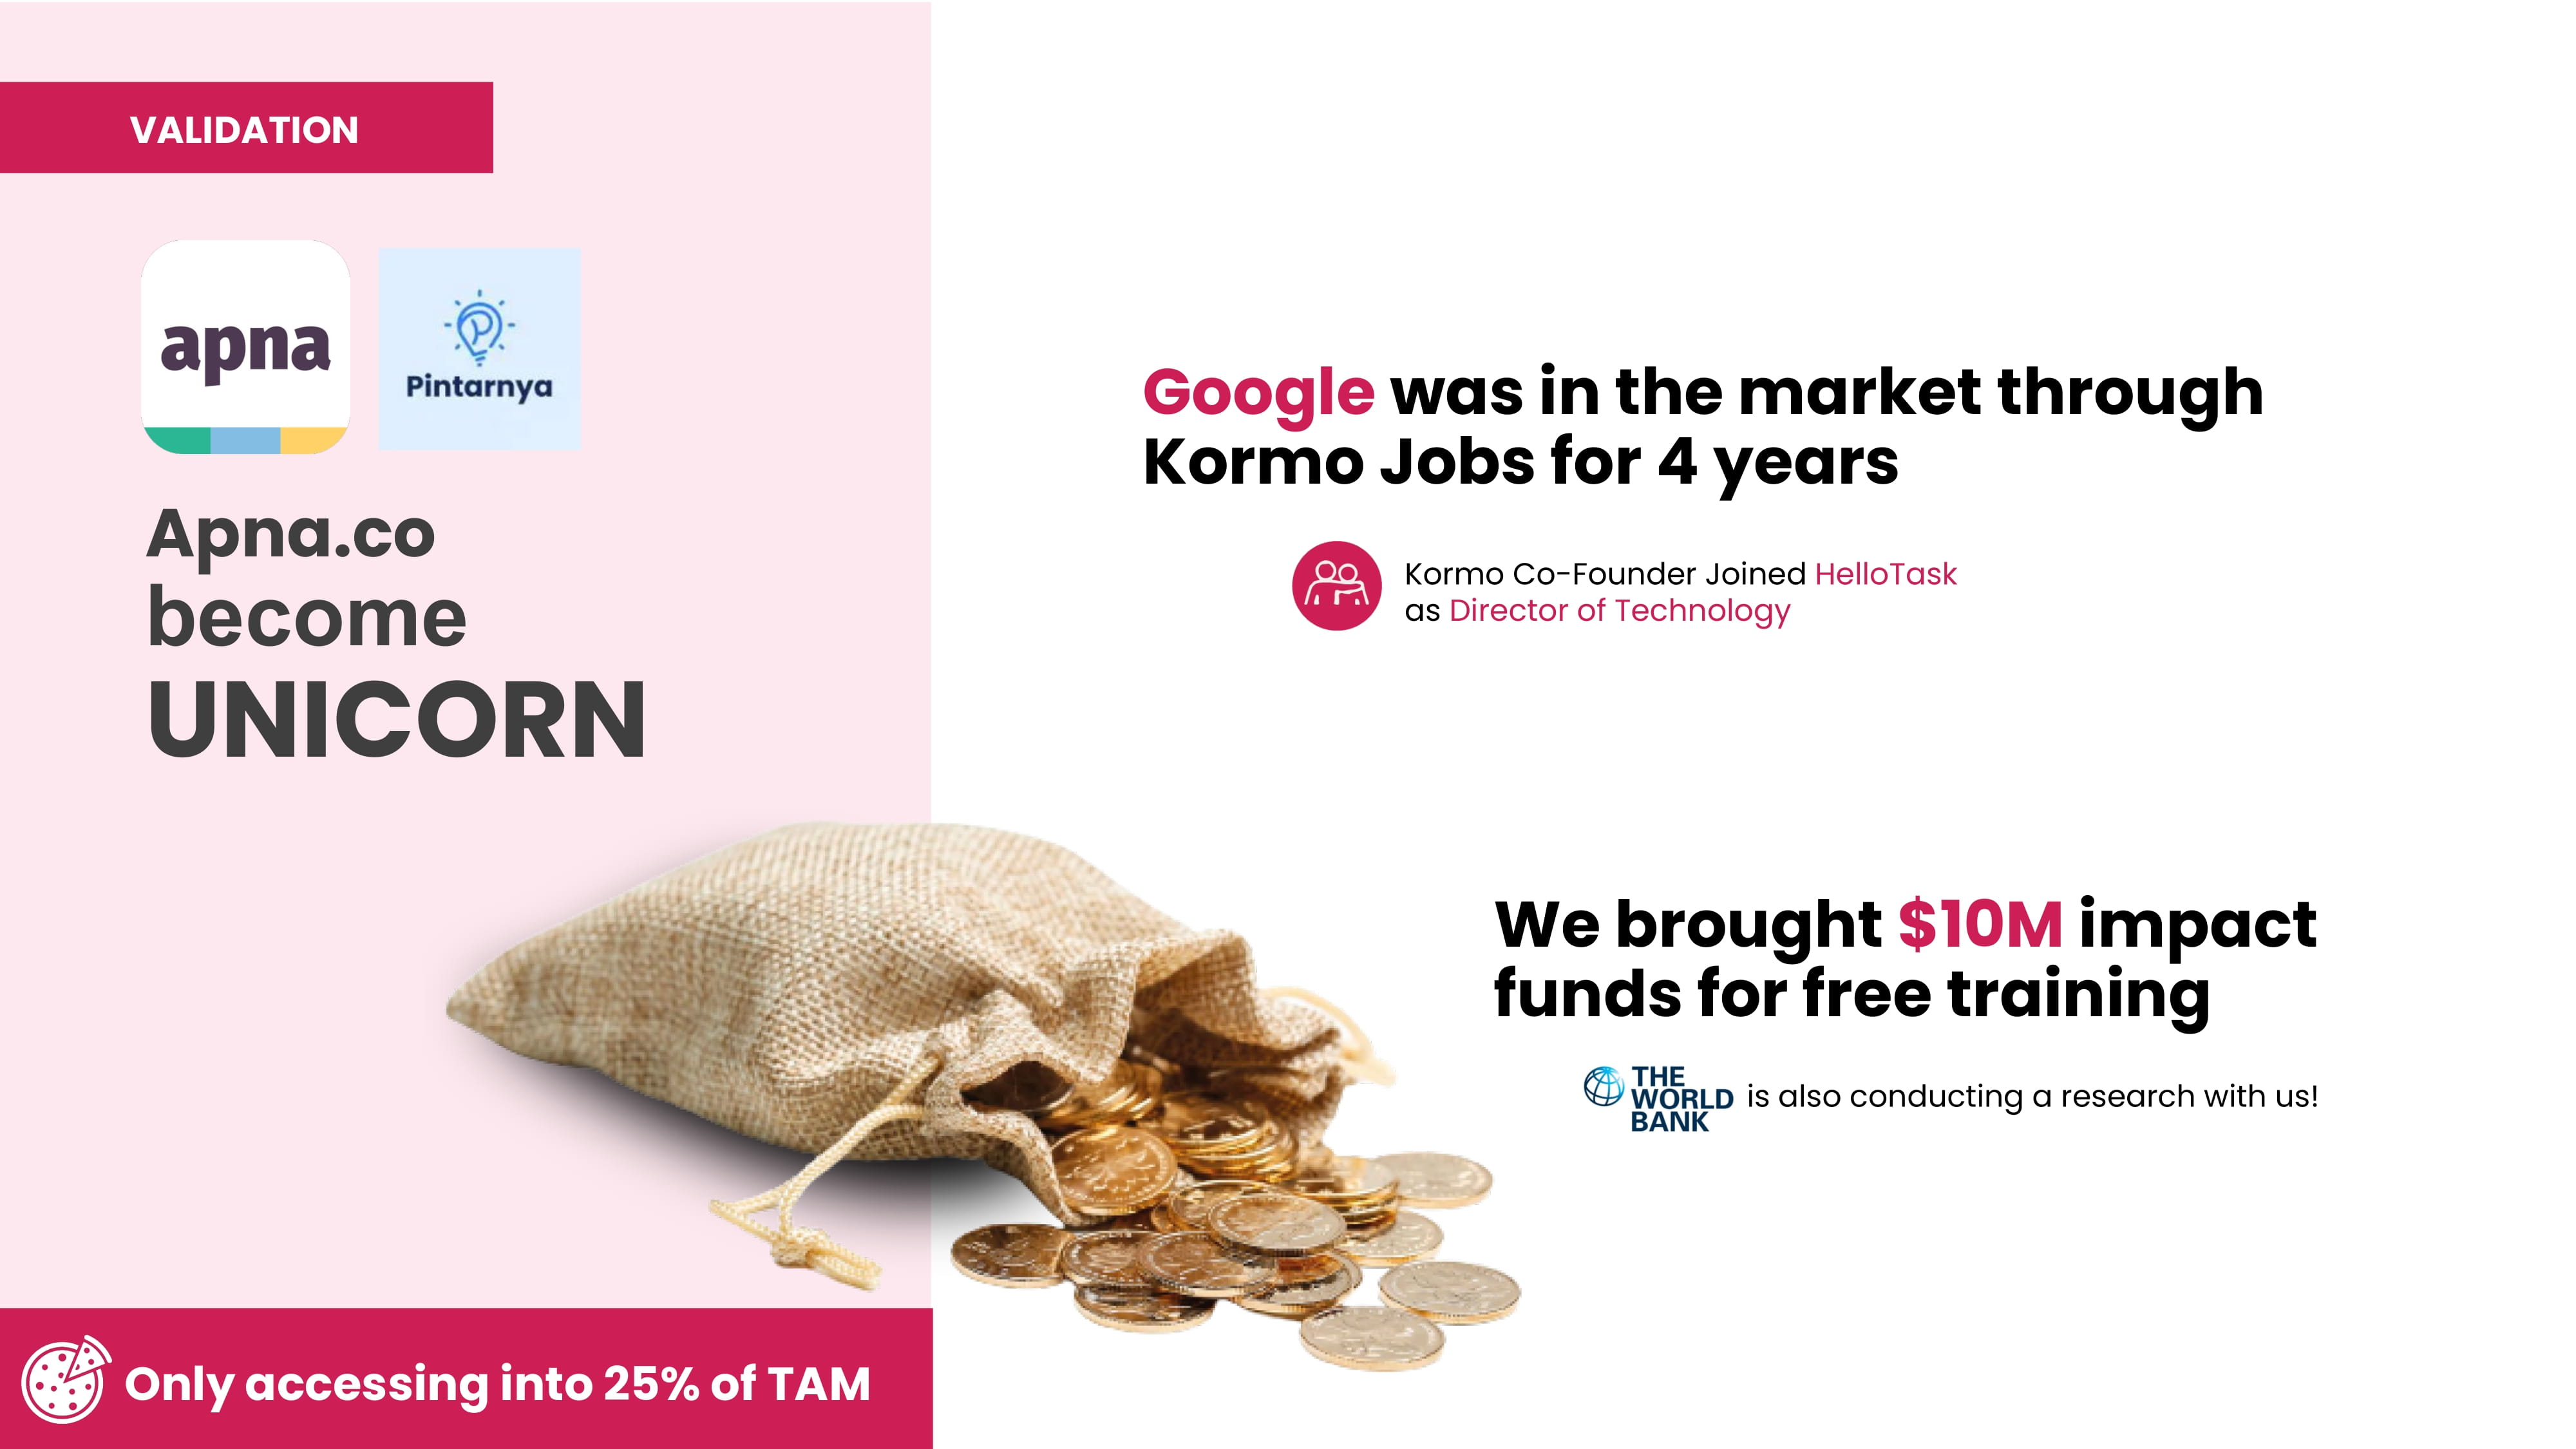 VALIDATION
apna
Pintarnya
Apna.co
become
UNICORN
Only accessing into 25% of TAM
Google was in the market through
Kormo Jobs for 4 years
Kormo Co-Founder Joined HelloTask
as Director of Technology
We brought $10M impact
funds for free training
THE
WORLD
BANK
is also conducting a research with us!